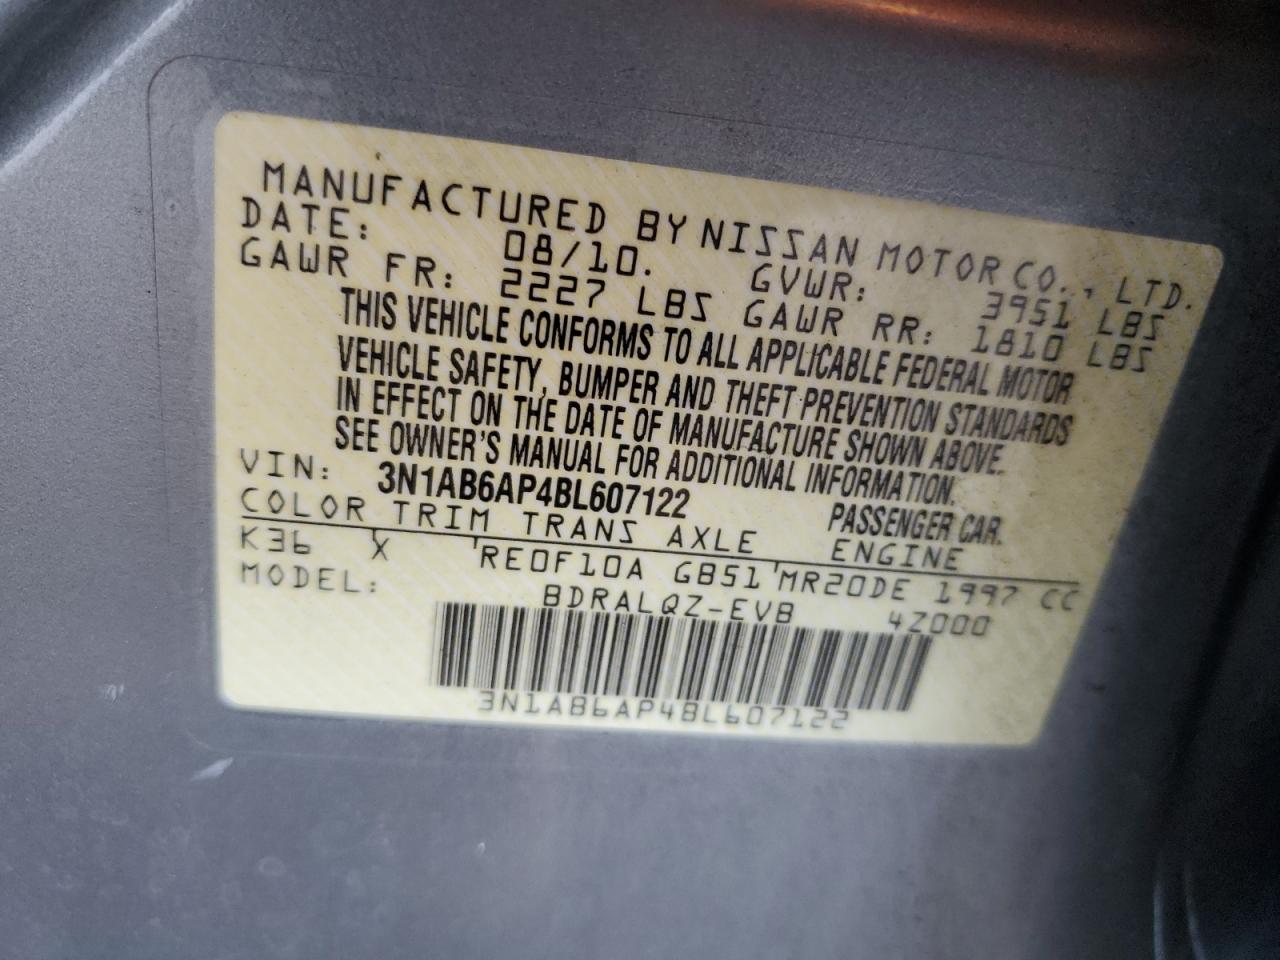 MANUFACTURED BY NISSAN MOTOR CO., LTD.
DATE: 08/10. GVWR: 3951 LBS
GAWR FR: 2227 LBS GAWR RR: 1810 LBS
THIS VEHICLE CONFORMS TO ALL APPLICABLE FEDERAL MOTOR
VEHICLE SAFETY, BUMPER AND THEFT PREVENTION STANDARDS
IN EFFECT ON THE DATE OF MANUFACTURE SHOWN ABOVE.
SEE OWNER'S MANUAL FOR ADDITIONAL INFORMATION.
VIN: 3N1AB6AP4BL607122 PASSENGER CAR.
COLOR TRIM TRANS AXLE ENGINE
K36 X RE0F10A GB51 MR20DE 1997 CC
MODEL: BDRALQZ-EVB 4Z000
3N1AB6AP4BL607122